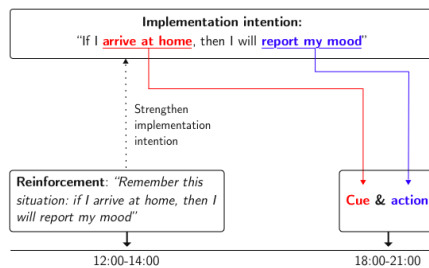 Implementation intention:
“If I arrive at home, then I will report my mood”
Strengthen
implementation
intention
Reinforcement: “Remember this
situation: if I arrive at home, then I
will report my mood”
Cue & action
12:00-14:00
18:00-21:00